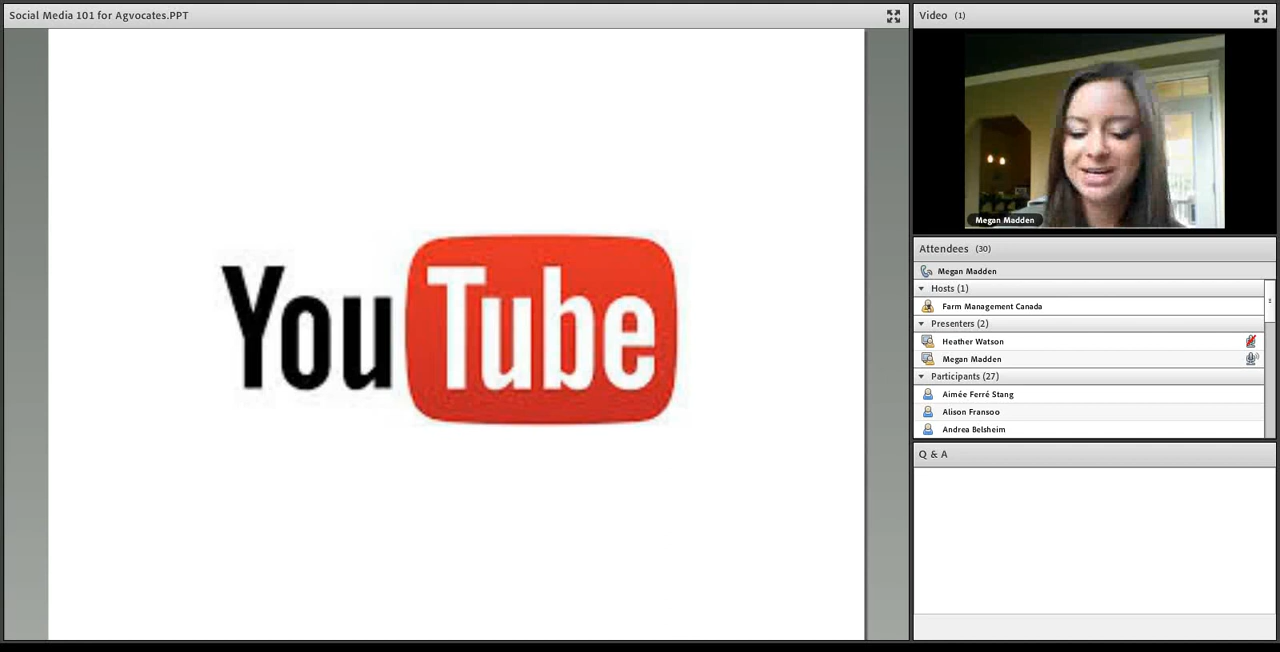 Social Media 101 for Agvocates.PPT
YouTube
Video (1)
Megan Madden
Attendees (30)
Megan Madden
Hosts (1)
Farm Management Canada
Presenters (2)
Heather Watson
Megan Madden
Participants (27)
Aimée Ferré Stang
Alison Fransoo
Andrea Belsheim
Q & A